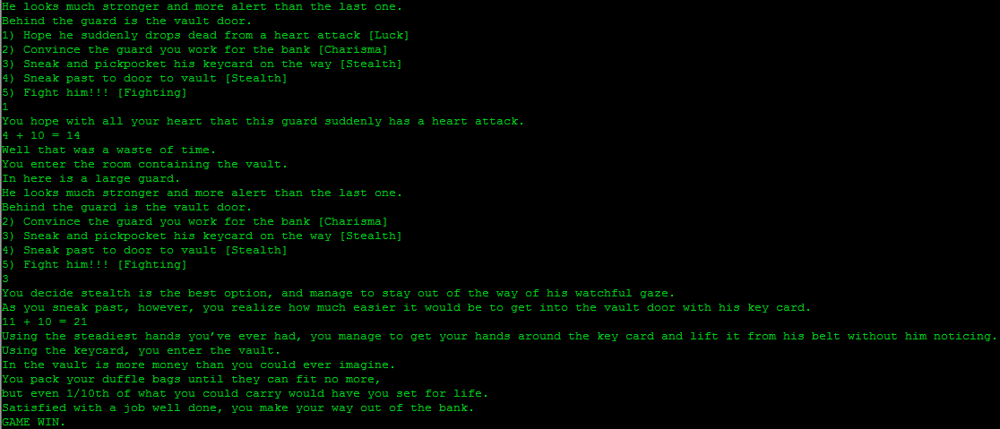 He looks much stronger and more alert than the last one.
Behind the guard is the vault door.
1) Hope he suddenly drops dead from a heart attack [Luck]
2) Convince the guard you work for the bank [Charisma]
3) Sneak and pickpocket his keycard on the way [Stealth]
4) Sneak past to door to vault [Stealth]
5) Fight him!!! [Fighting]
1
You hope with all your heart that this guard suddenly has a heart attack.
4 + 10 = 14
Well that was a waste of time.
You enter the room containing the vault.
In here is a large guard.
He looks much stronger and more alert than the last one.
Behind the guard is the vault door.
2) Convince the guard you work for the bank [Charisma]
3) Sneak and pickpocket his keycard on the way [Stealth]
4) Sneak past to door to vault [Stealth]
5) Fight him!!! [Fighting]
3
You decide stealth is the best option, and manage to stay out of the way of his watchful gaze.
As you sneak past, however, you realize how much easier it would be to get into the vault door with his key card.
11 + 10 = 21
Using the steadiest hands you’ve ever had, you manage to get your hands around the key card and lift it from his belt without him noticing.
Using the keycard, you enter the vault.
In the vault is more money than you could ever imagine.
You pack your duffle bags until they can fit no more,
but even 1/10th of what you could carry would have you set for life.
Satisfied with a job well done, you make your way out of the bank.
GAME WIN.